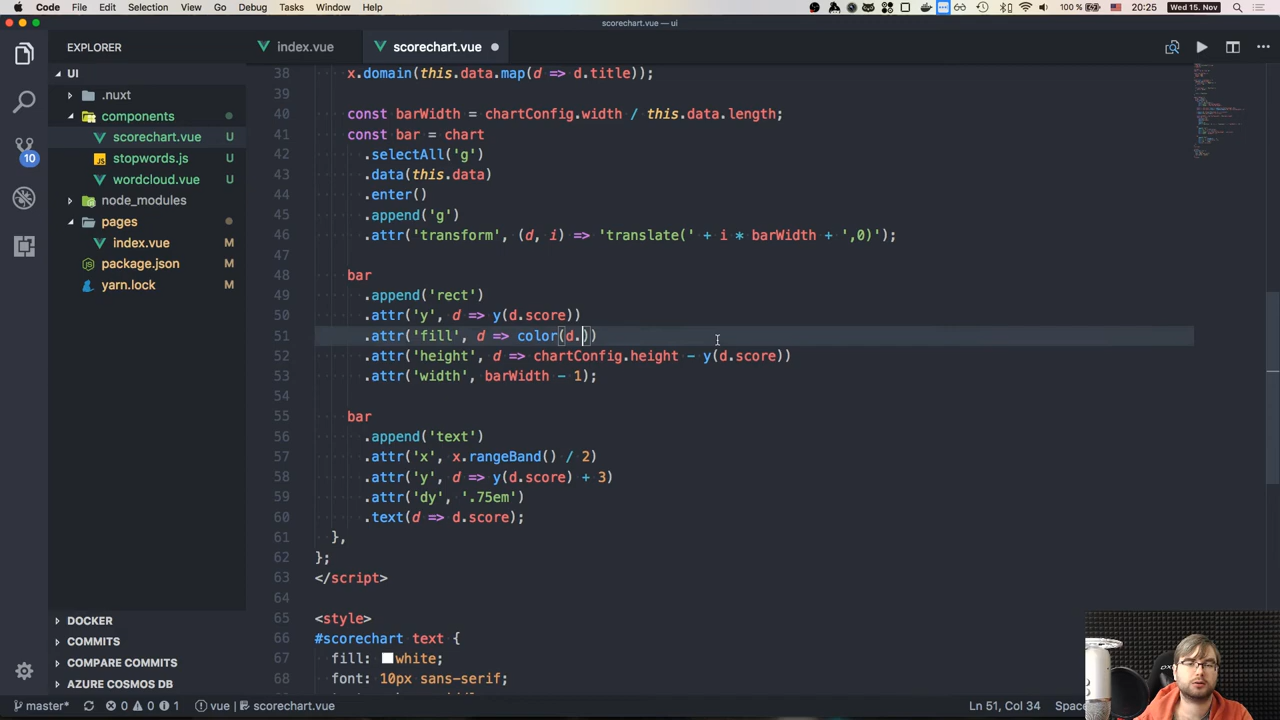 Code File Edit Selection View Go Debug Tasks Window Help 100 % 20:25 Wed 15. Nov
scorechart.vue — ui
EXPLORER
index.vue
scorechart.vue
UI
.nuxt
components
scorechart.vue U
stopwords.js U
wordcloud.vue U
node_modules
pages
index.vue M
package.json M
yarn.lock M
10
DOCKER
COMMITS
COMPARE COMMITS
AZURE COSMOS DB
38 x.domain(this.data.map(d => d.title));
39
40 const barWidth = chartConfig.width / this.data.length;
41 const bar = chart
42 .selectAll('g')
43 .data(this.data)
44 .enter()
45 .append('g')
46 .attr('transform', (d, i) => 'translate(' + i * barWidth + ',0)');
47
48 bar
49 .append('rect')
50 .attr('y', d => y(d.score))
51 .attr('fill', d => color(d.))
52 .attr('height', d => chartConfig.height - y(d.score))
53 .attr('width', barWidth - 1);
54
55 bar
56 .append('text')
57 .attr('x', x.rangeBand() / 2)
58 .attr('y', d => y(d.score) + 3)
59 .attr('dy', '.75em')
60 .text(d => d.score);
61 },
62 };
63 </script>
64
65 <style>
66 #scorechart text {
67 fill: white;
68 font: 10px sans-serif;
master* 0 0 1 vue scorechart.vue Ln 51, Col 34